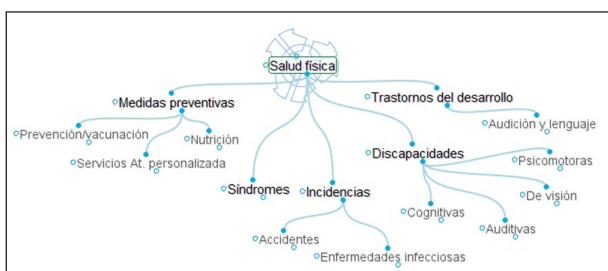 Salud física
Medidas preventivas
Trastornos del desarrollo
Prevención/vacunación
Nutrición
Audición y lenguaje
Servicios At. personalizada
Discapacidades
Psicomotoras
Síndromes
Incidencias
De visión
Cognitivas
Auditivas
Accidentes
Enfermedades infecciosas